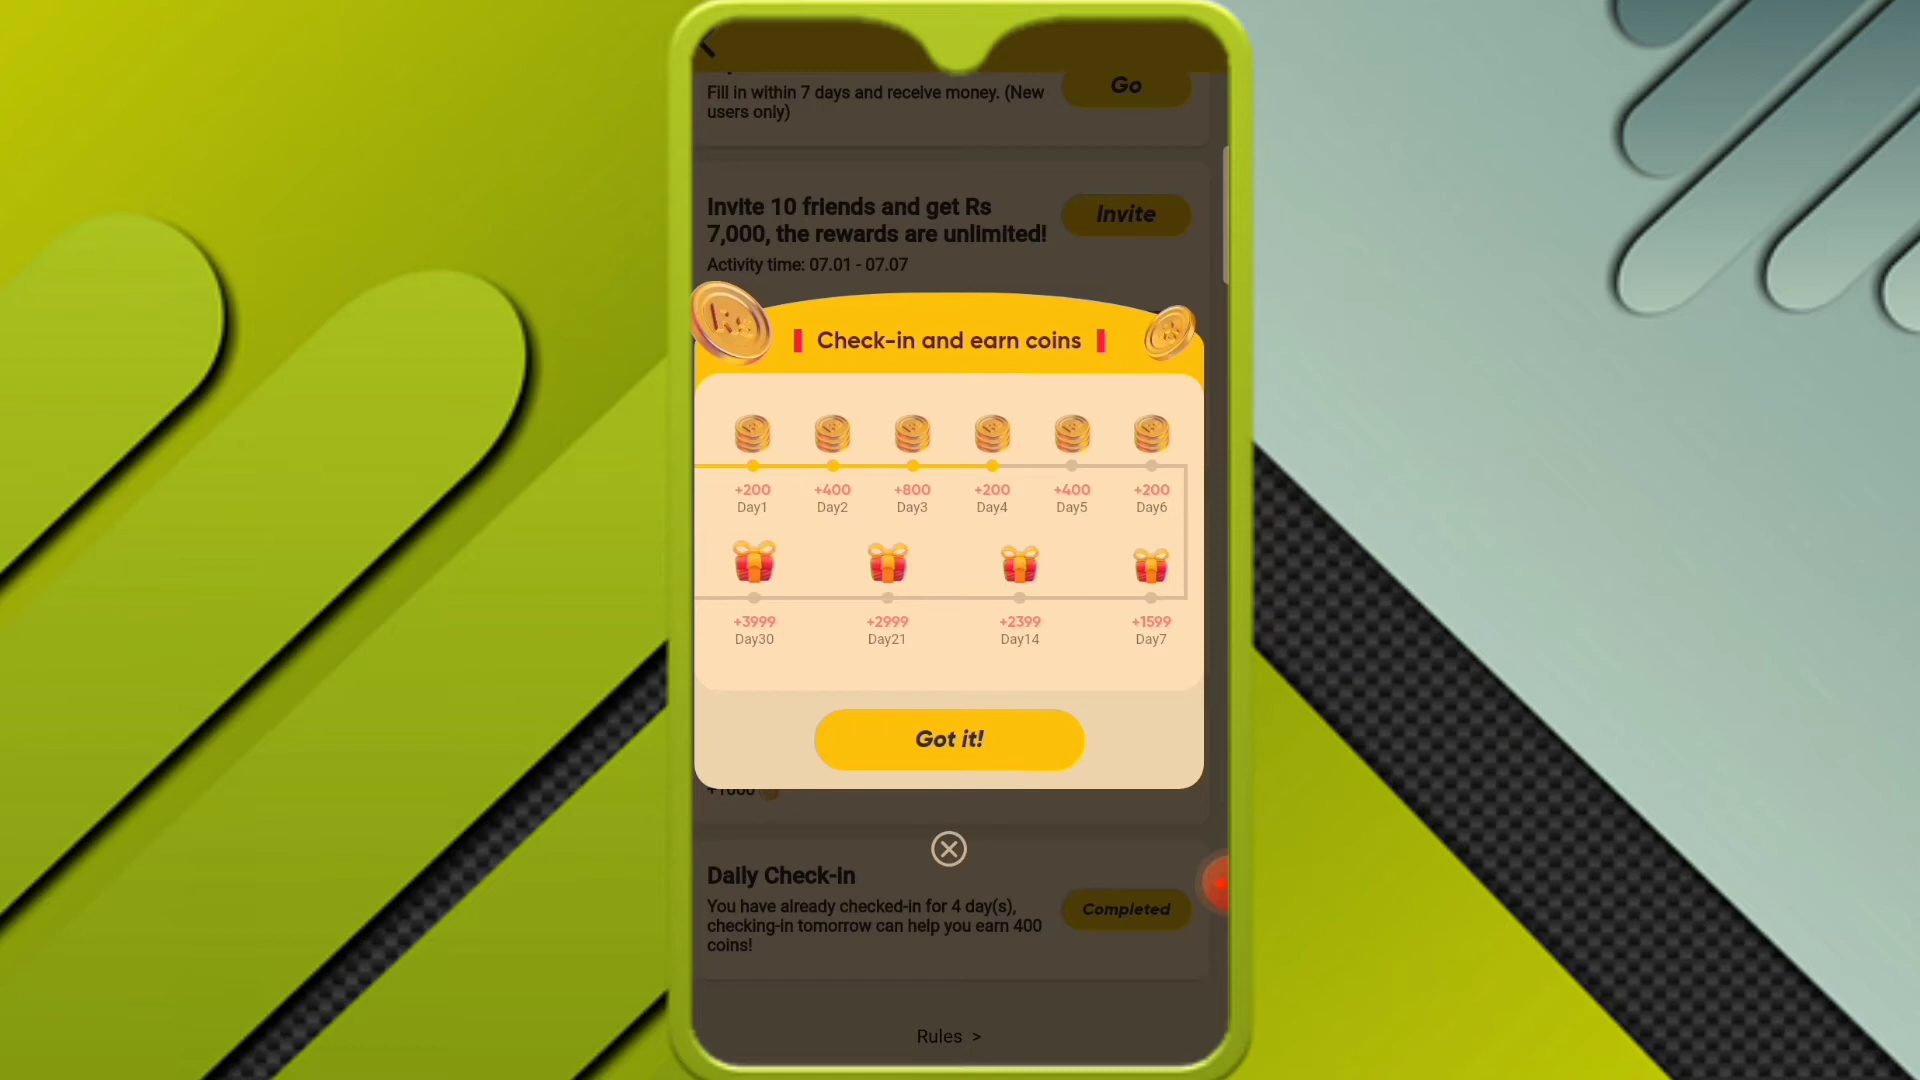 Fill in within 7 days and receive money. (New
users only)
Go
Invite 10 friends and get Rs
7,000, the rewards are unlimited!
Activity time: 07.01 - 07.07
Invite
Check-in and earn coins
+200 +400 +800 +200 +400 +200
Day1 Day2 Day3 Day4 Day5 Day6
+3999 +2999 +2399 +1599
Day30 Day21 Day14 Day7
Got it!
+1000
Daily Check-In
You have already checked-in for 4 day(s),
checking-in tomorrow can help you earn 400
coins!
Completed
Rules >